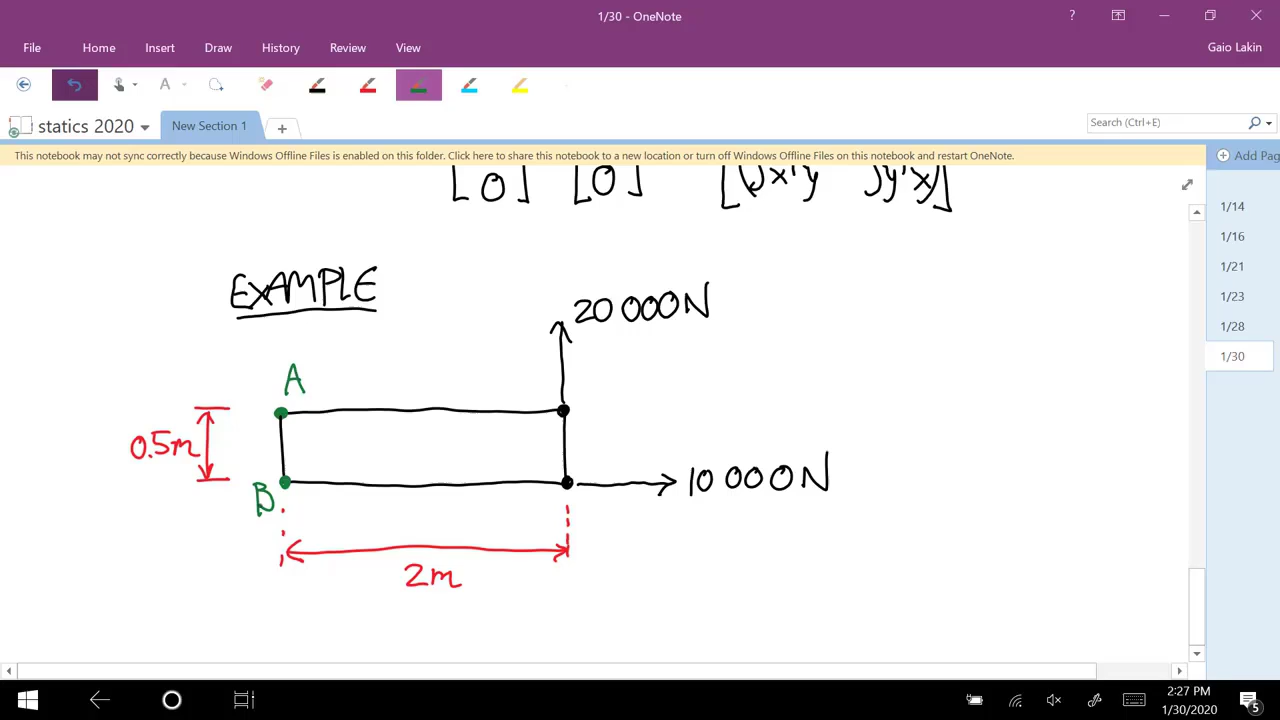 1/30 - OneNote
?
File Home Insert Draw History Review View
Gaio Lakin
A
statics 2020
New Section 1
+
Search (Ctrl+E)
This notebook may not sync correctly because Windows Offline Files is enabled on this folder. Click here to share this notebook to a new location or turn off Windows Offline Files on this notebook and restart OneNote.
Add Pag
[0] [0]
1/14
1/16
1/21
1/23
1/28
1/30
EXAMPLE
20 000N
A
0.5m
10 000N
B
2m
2:27 PM
1/30/2020
5